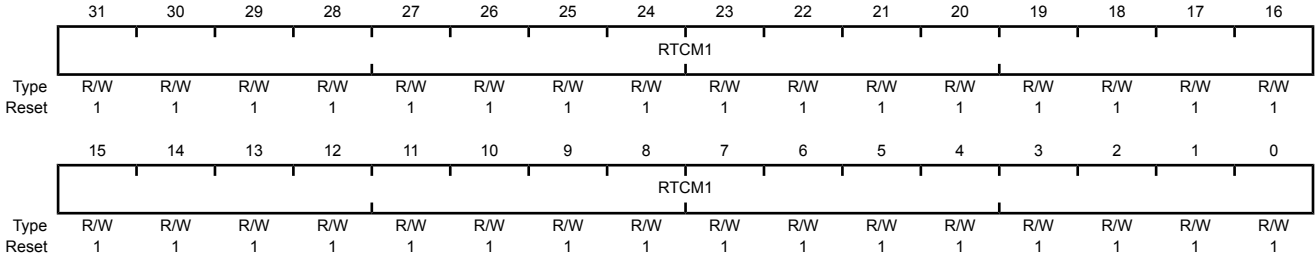 31 30 29 28 27 26 25 24 23 22 21 20 19 18 17 16
RTCM1
Type R/W R/W R/W R/W R/W R/W R/W R/W R/W R/W R/W R/W R/W R/W R/W R/W
Reset 1 1 1 1 1 1 1 1 1 1 1 1 1 1 1 1
15 14 13 12 11 10 9 8 7 6 5 4 3 2 1 0
RTCM1
Type R/W R/W R/W R/W R/W R/W R/W R/W R/W R/W R/W R/W R/W R/W R/W R/W
Reset 1 1 1 1 1 1 1 1 1 1 1 1 1 1 1 1